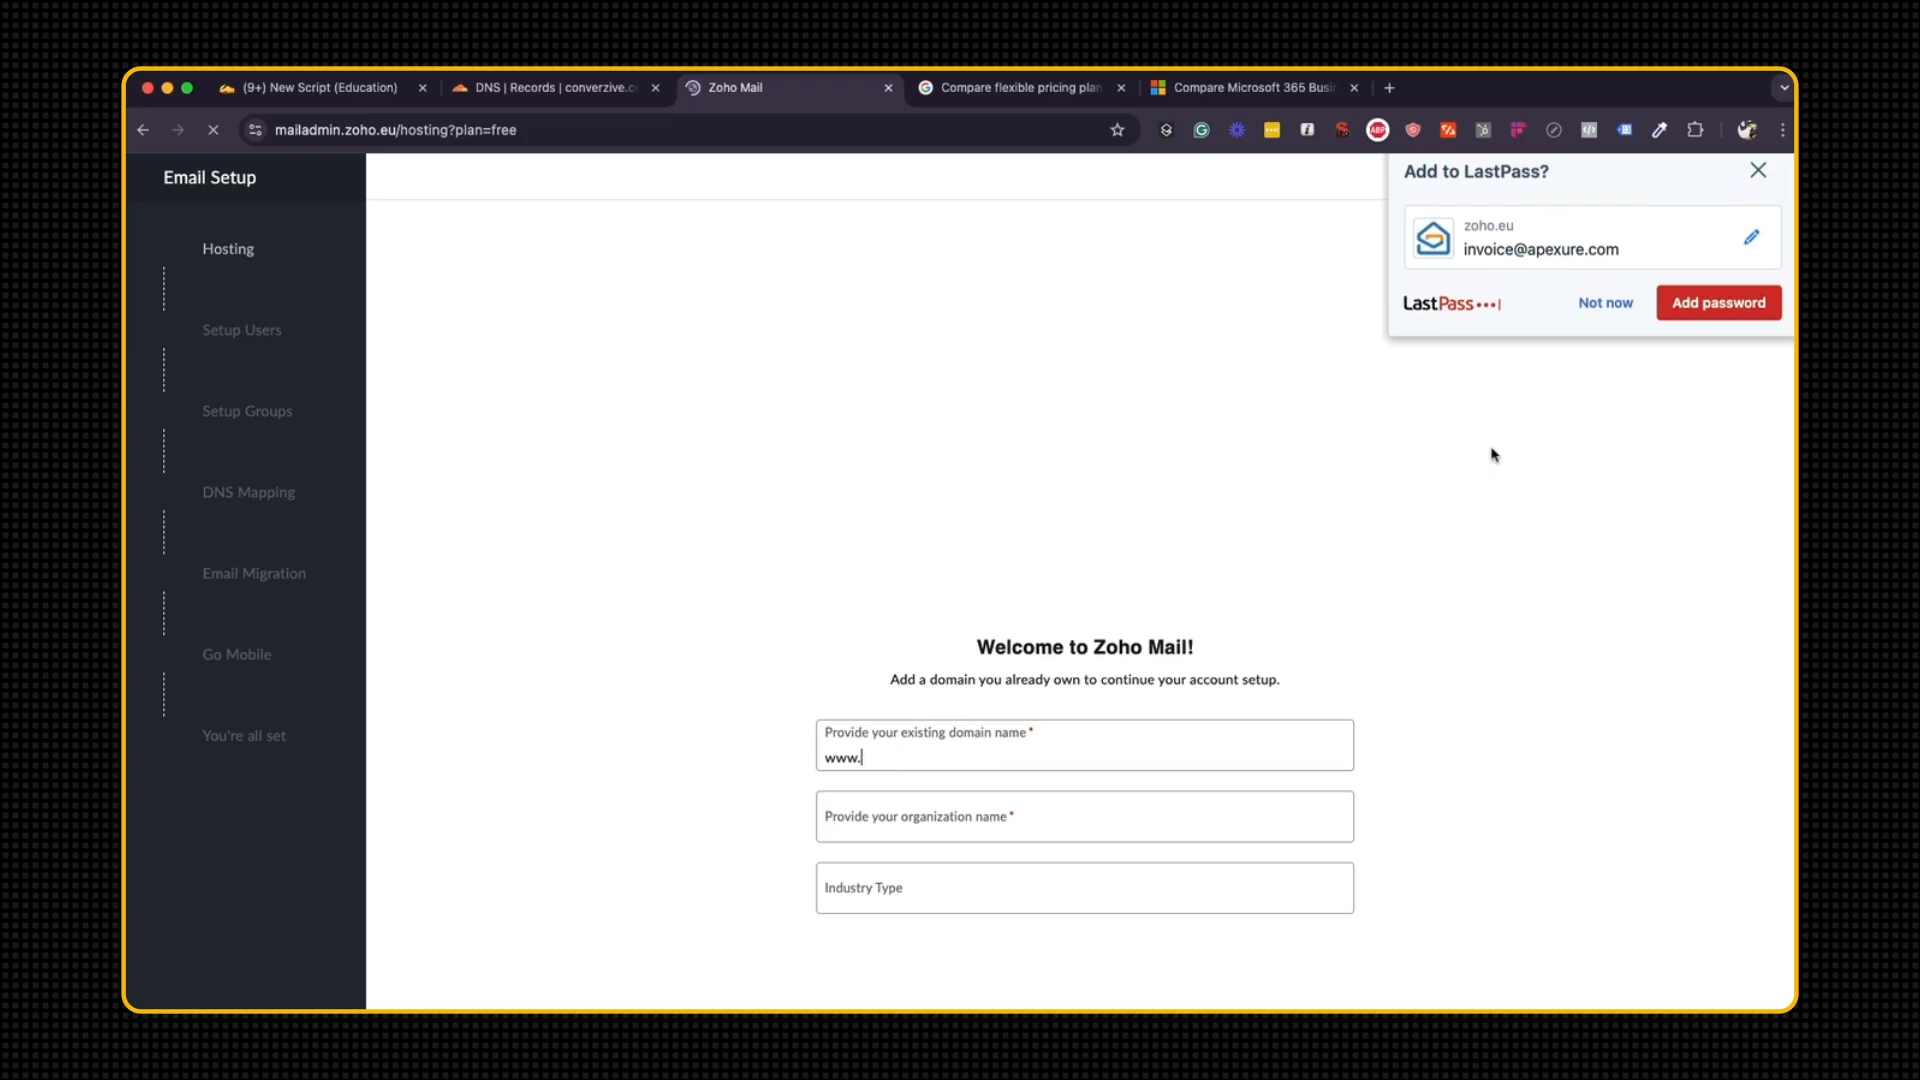 (9+) New Script (Education)
DNS | Records | converzive.c
Zoho Mail
Compare flexible pricing plan
Compare Microsoft 365 Busi
mailadmin.zoho.eu/hosting?plan=free
ABP
Email Setup
Hosting
Setup Users
Setup Groups
DNS Mapping
Email Migration
Go Mobile
You're all set
Add to LastPass?
zoho.eu
invoice@apexure.com
LastPass
Not now
Add password
Welcome to Zoho Mail!
Add a domain you already own to continue your account setup.
Provide your existing domain name*
www.
Provide your organization name*
Industry Type